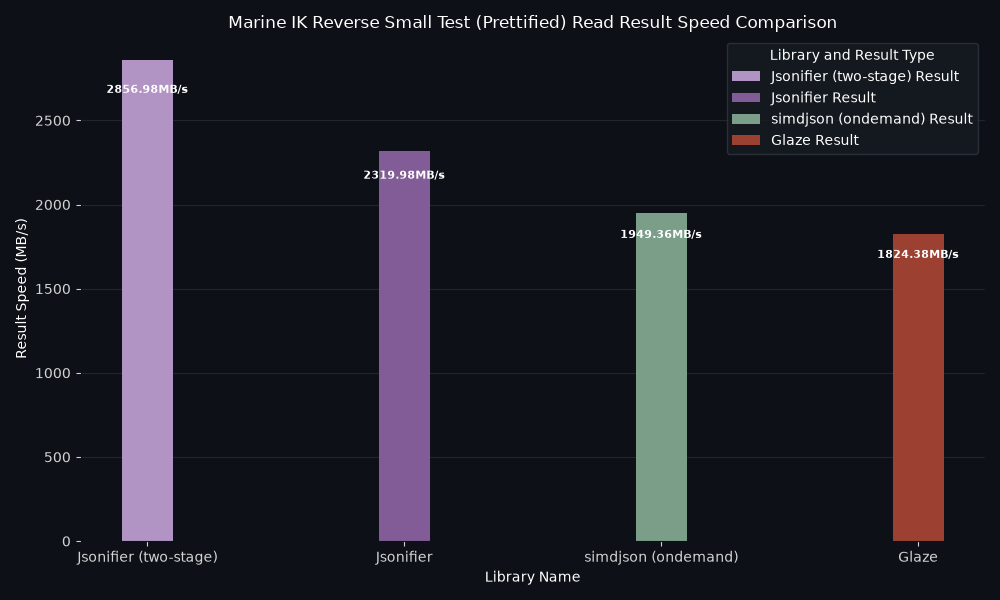 Marine IK Reverse Small Test (Prettified) Read Result Speed Comparison
Library and Result Type
Jsonifier (two-stage) Result
Jsonifier Result
simdjson (ondemand) Result
Glaze Result
2856.98MB/s
2319.98MB/s
1949.36MB/s
1824.38MB/s
Result Speed (MB/s)
2500
2000
1500
1000
500
0
Jsonifier (two-stage)
Jsonifier
simdjson (ondemand)
Glaze
Library Name